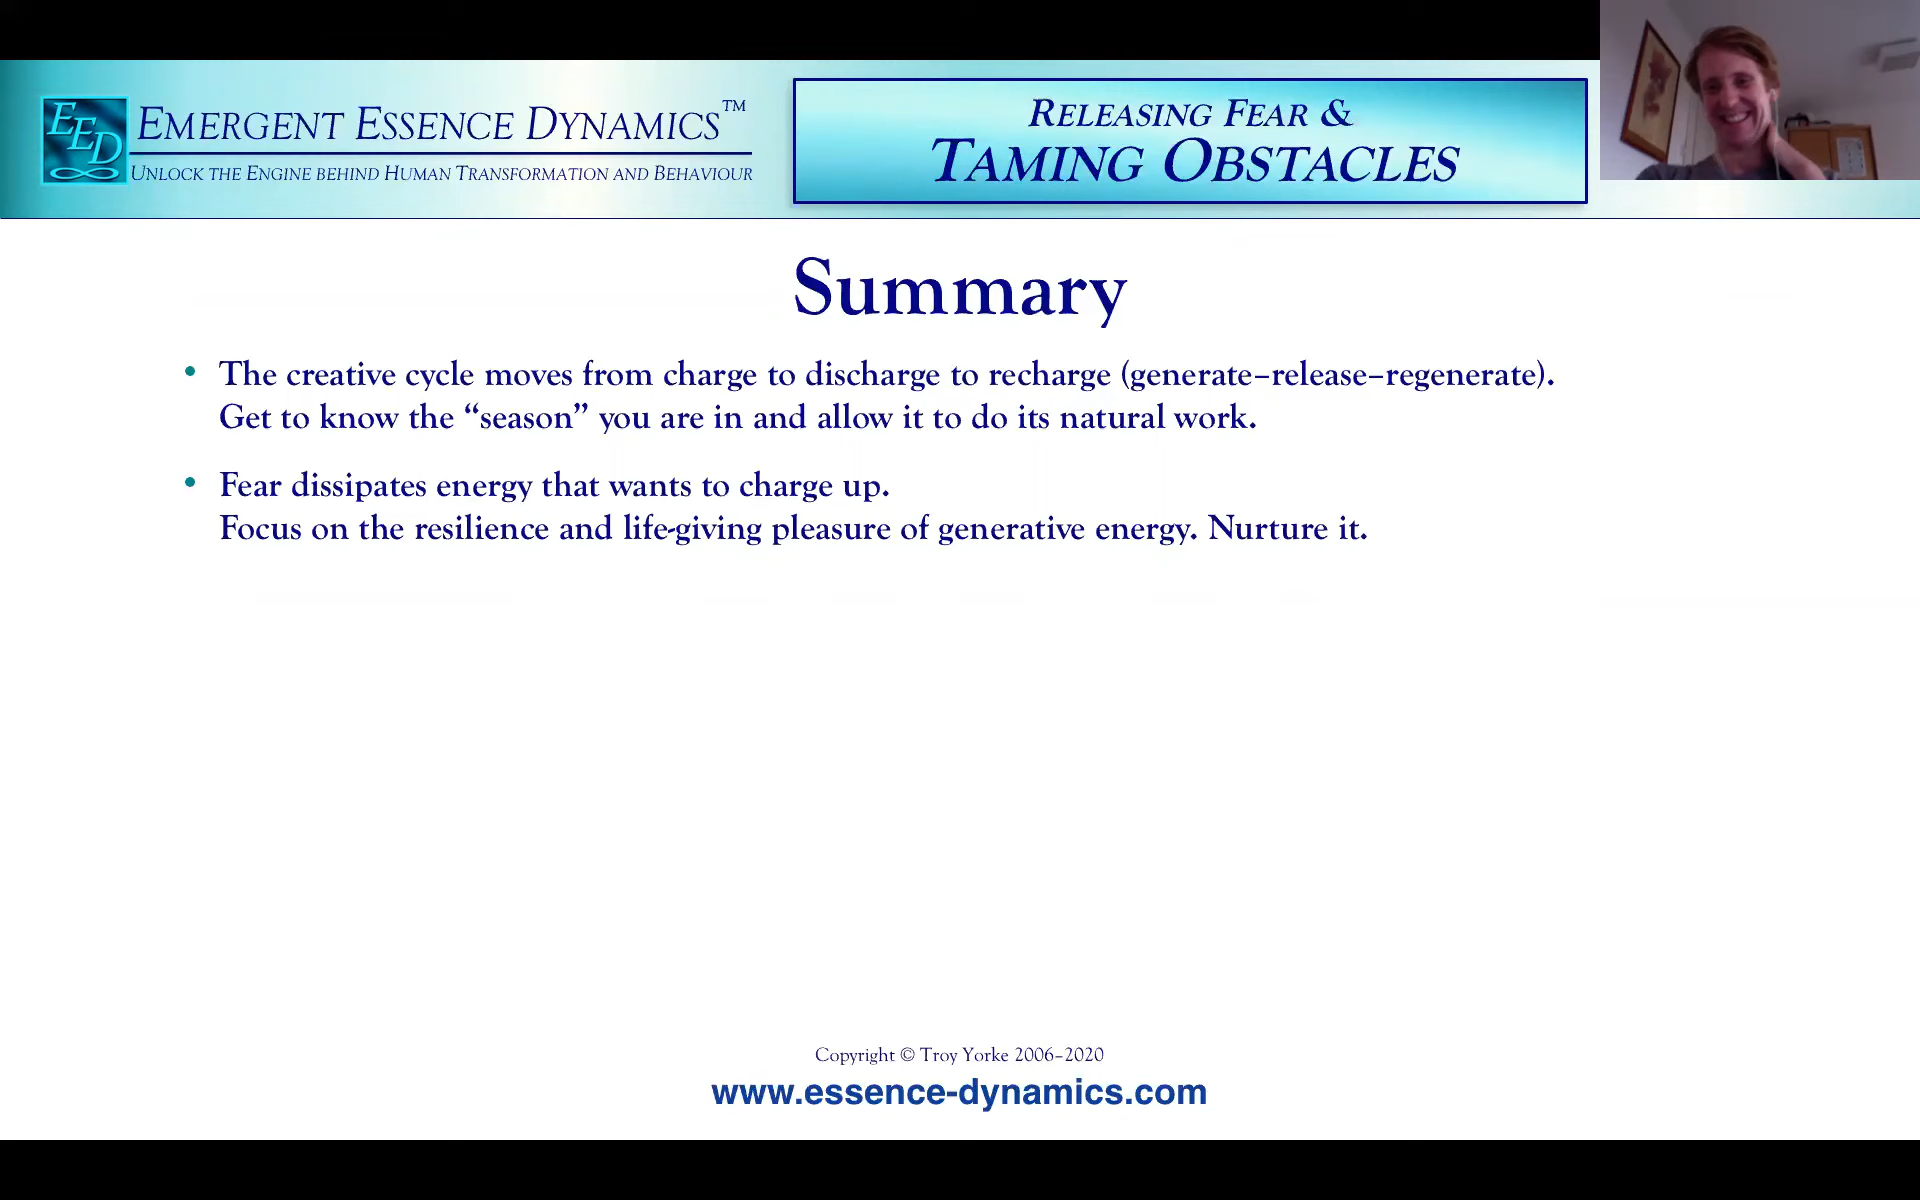 EED
EMERGENT ESSENCE DYNAMICS™
UNLOCK THE ENGINE BEHIND HUMAN TRANSFORMATION AND BEHAVIOUR
RELEASING FEAR &
TAMING OBSTACLES
Summary
• The creative cycle moves from charge to discharge to recharge (generate–release–regenerate).
Get to know the “season” you are in and allow it to do its natural work.
• Fear dissipates energy that wants to charge up.
Focus on the resilience and life-giving pleasure of generative energy. Nurture it.
Copyright © Troy Yorke 2006–2020
www.essence-dynamics.com